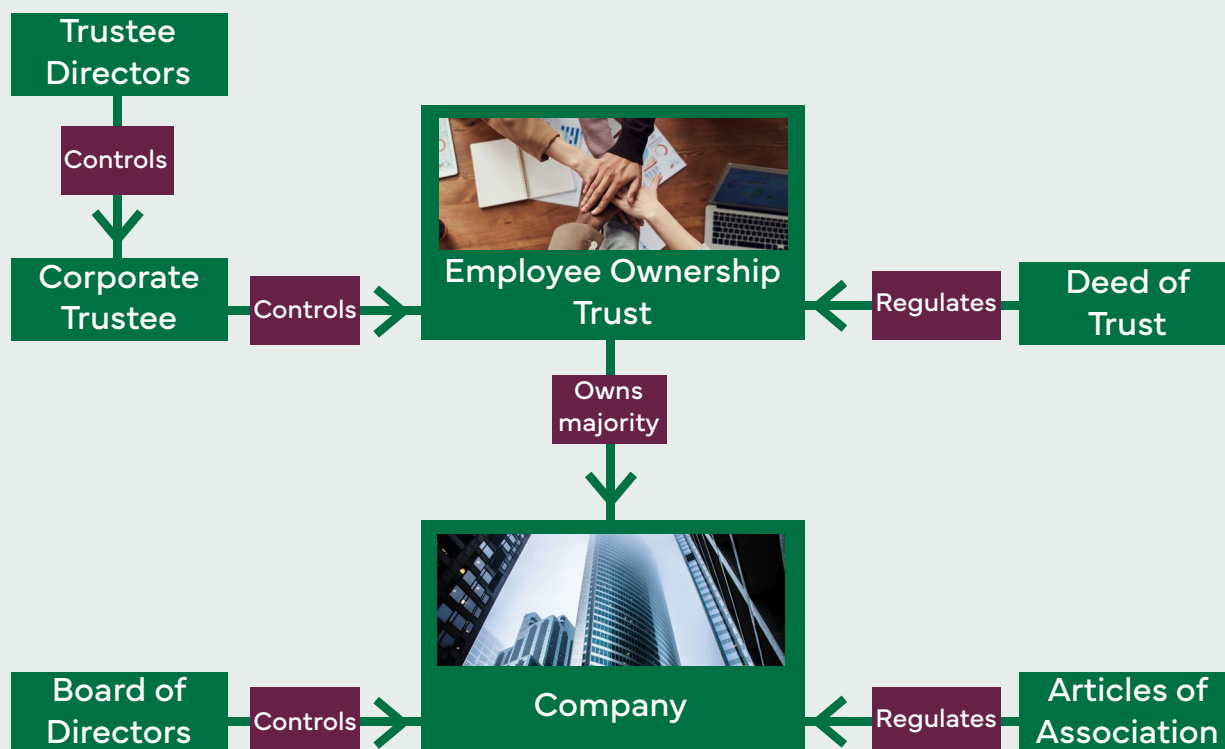 Trustee
Directors
Controls
Corporate
Trustee
Controls
Employee Ownership
Trust
Regulates
Deed of
Trust
Owns
majority
Board of
Directors
Controls
Company
Regulates
Articles of
Association